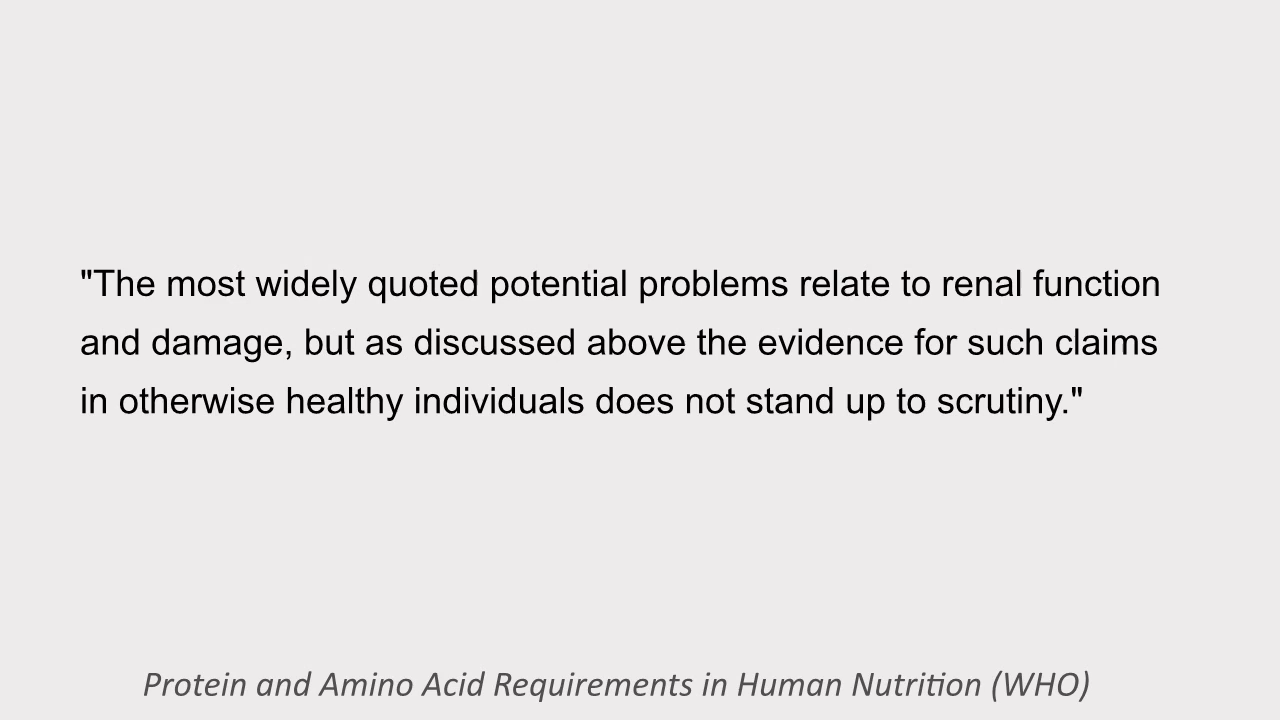 "The most widely quoted potential problems relate to renal function
and damage, but as discussed above the evidence for such claims
in otherwise healthy individuals does not stand up to scrutiny."
Protein and Amino Acid Requirements in Human Nutrition (WHO)